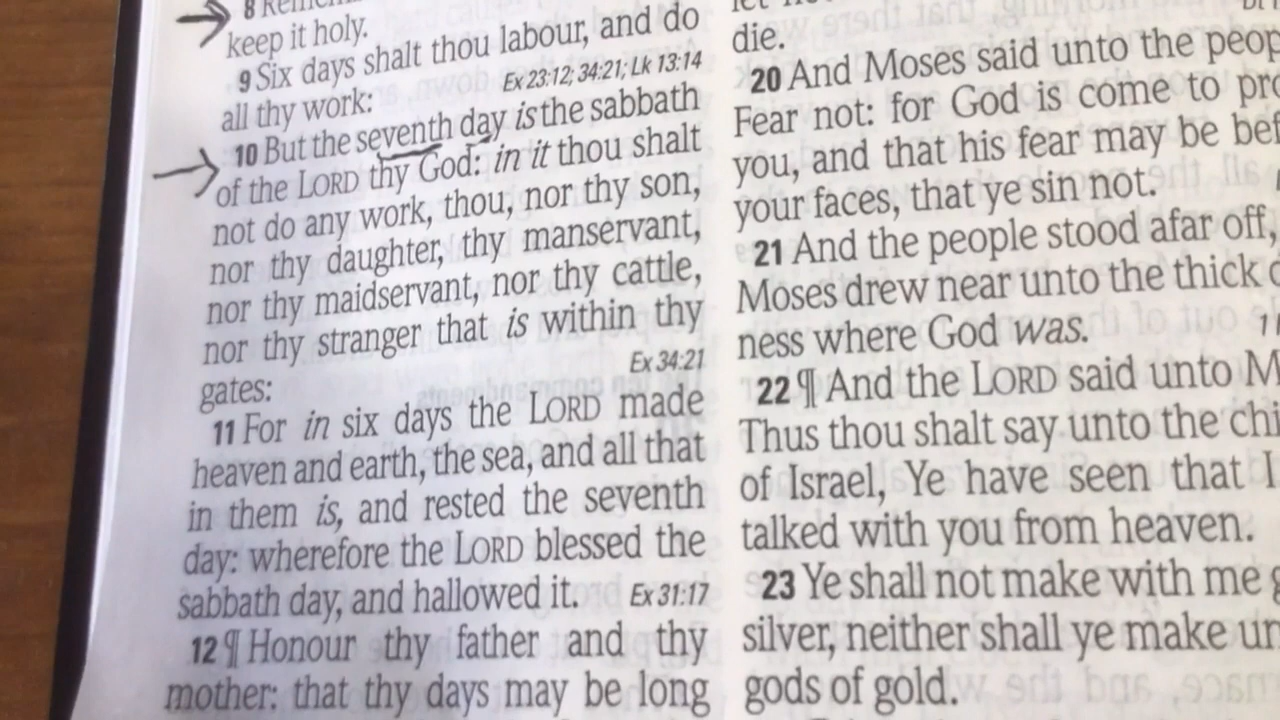 8
keep it holy.
9 Six days shalt thou labour, and do
Ex 23:12; 34:21; Lk 13:14
all thy work:
10 But the seventh day is the sabbath
of the LORD thy God: in it thou shalt
not do any work, thou, nor thy son,
nor thy daughter, thy manservant,
nor thy maidservant, nor thy cattle,
nor thy stranger that is within thy
Ex 34:21
gates:
11 For in six days the LORD made
heaven and earth, the sea, and all that
in them is, and rested the seventh
day: wherefore the LORD blessed the
sabbath day, and hallowed it. Ex 31:17
12 ¶ Honour thy father and thy
mother: that thy days may be long
die.
20 And Moses said unto the peop
Fear not: for God is come to pro
you, and that his fear may be bef
your faces, that ye sin not.
21 And the people stood afar off,
Moses drew near unto the thick d
ness where God was.
22 ¶ And the LORD said unto M
Thus thou shalt say unto the chi
of Israel, Ye have seen that I
talked with you from heaven.
23 Ye shall not make with me g
silver, neither shall ye make un
gods of gold.